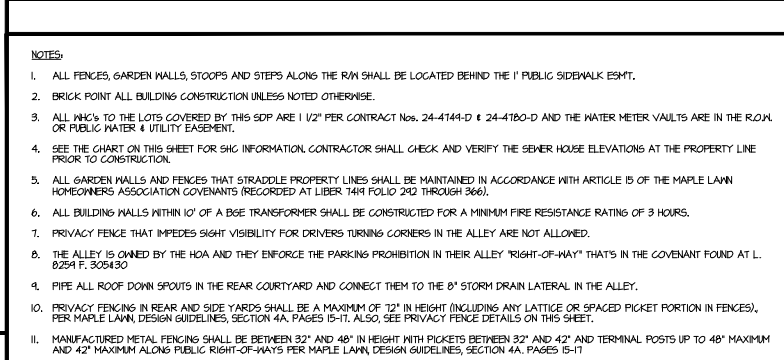 NOTES:
1. ALL FENCES, GARDEN WALLS, STOOPS AND STEPS ALONG THE R/W SHALL BE LOCATED BEHIND THE 1' PUBLIC SIDEWALK ESM'T.
2. BRICK POINT ALL BUILDING CONSTRUCTION UNLESS NOTED OTHERWISE.
3. ALL WHC's TO THE LOTS COVERED BY THIS SDP ARE 1 1/2" PER CONTRACT Nos. 24-4749-D & 24-4780-D AND THE WATER METER VAULTS ARE IN THE R.O.W.
OR PUBLIC WATER & UTILITY EASEMENT.
4. SEE THE CHART ON THIS SHEET FOR SHC INFORMATION. CONTRACTOR SHALL CHECK AND VERIFY THE SEWER HOUSE ELEVATIONS AT THE PROPERTY LINE
PRIOR TO CONSTRUCTION.
5. ALL GARDEN WALLS AND FENCES THAT STRADDLE PROPERTY LINES SHALL BE MAINTAINED IN ACCORDANCE WITH ARTICLE 15 OF THE MAPLE LAWN
HOMEOWNERS ASSOCIATION COVENANTS (RECORDED AT LIBER 7419 FOLIO 292 THROUGH 366).
6. ALL BUILDING WALLS WITHIN 10' OF A BGE TRANSFORMER SHALL BE CONSTRUCTED FOR A MINIMUM FIRE RESISTANCE RATING OF 3 HOURS.
7. PRIVACY FENCE THAT IMPEDES SIGHT VISIBILITY FOR DRIVERS TURNING CORNERS IN THE ALLEY ARE NOT ALLOWED.
8. THE ALLEY IS OWNED BY THE HOA AND THEY ENFORCE THE PARKING PROHIBITION IN THEIR ALLEY "RIGHT-OF-WAY" THAT'S IN THE COVENANT FOUND AT L.
8259 F. 305&30
9. PIPE ALL ROOF DOWN SPOUTS IN THE REAR COURTYARD AND CONNECT THEM TO THE 8" STORM DRAIN LATERAL IN THE ALLEY.
10. PRIVACY FENCING IN REAR AND SIDE YARDS SHALL BE A MAXIMUM OF 72" IN HEIGHT (INCLUDING ANY LATTICE OR SPACED PICKET PORTION IN FENCES).,
PER MAPLE LAWN, DESIGN GUIDELINES, SECTION 4A. PAGES 15-17. ALSO, SEE PRIVACY FENCE DETAILS ON THIS SHEET.
11. MANUFACTURED METAL FENCING SHALL BE BETWEEN 32" AND 48" IN HEIGHT WITH PICKETS BETWEEN 32" AND 42" AND TERMINAL POSTS UP TO 48" MAXIMUM
AND 42" MAXIMUM ALONG PUBLIC RIGHT-OF-WAYS PER MAPLE LAWN, DESIGN GUIDELINES, SECTION 4A. PAGES 15-17